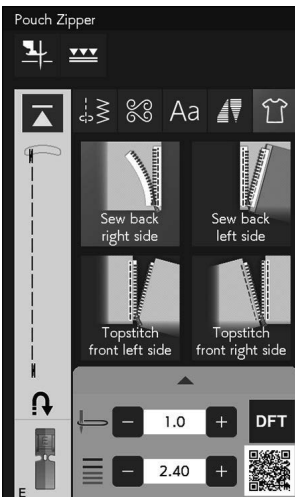 Pouch Zipper
Aa
Sew back
right side
Sew back
left side
Topstitch
front left side
Topstitch
front right side
− 1.0 + DFT
− 2.40 +
E